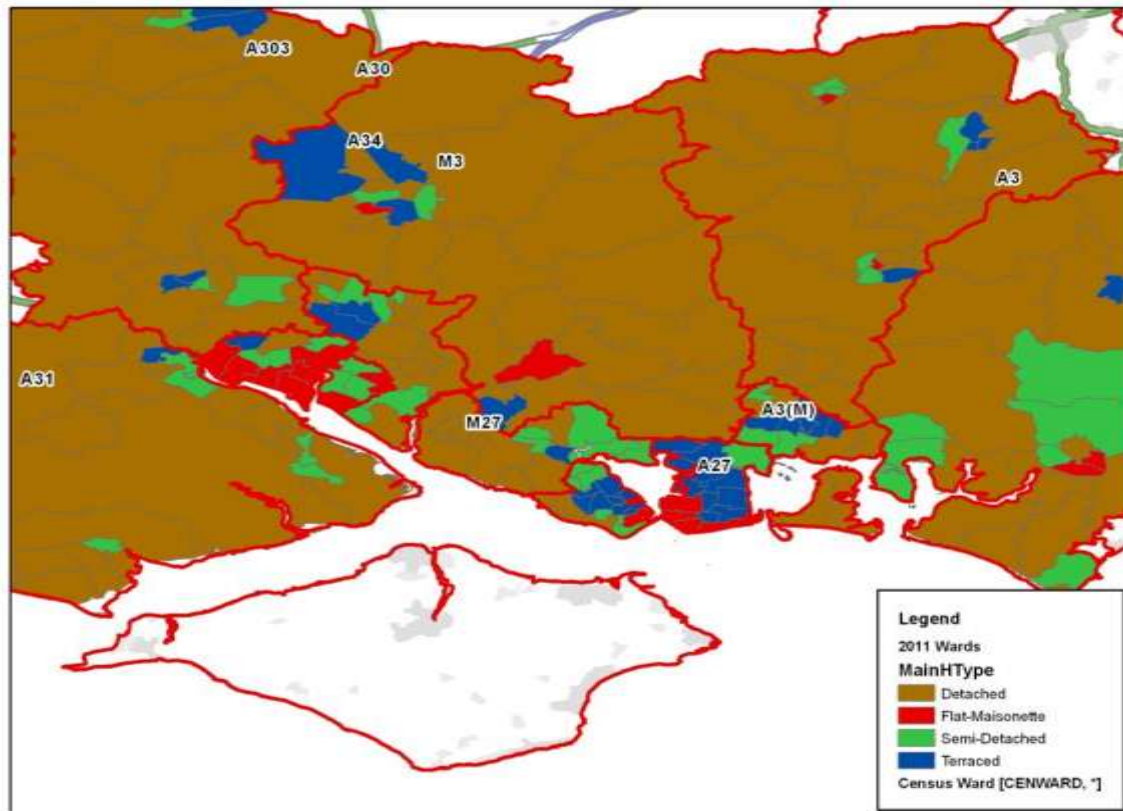 A303
A30
A34
M3
A3
A31
A3(M)
M27
A27
Legend
2011 Wards
MainHType
Detached
Flat-Maisonette
Semi-Detached
Terraced
Census Ward [CENWARD, *]